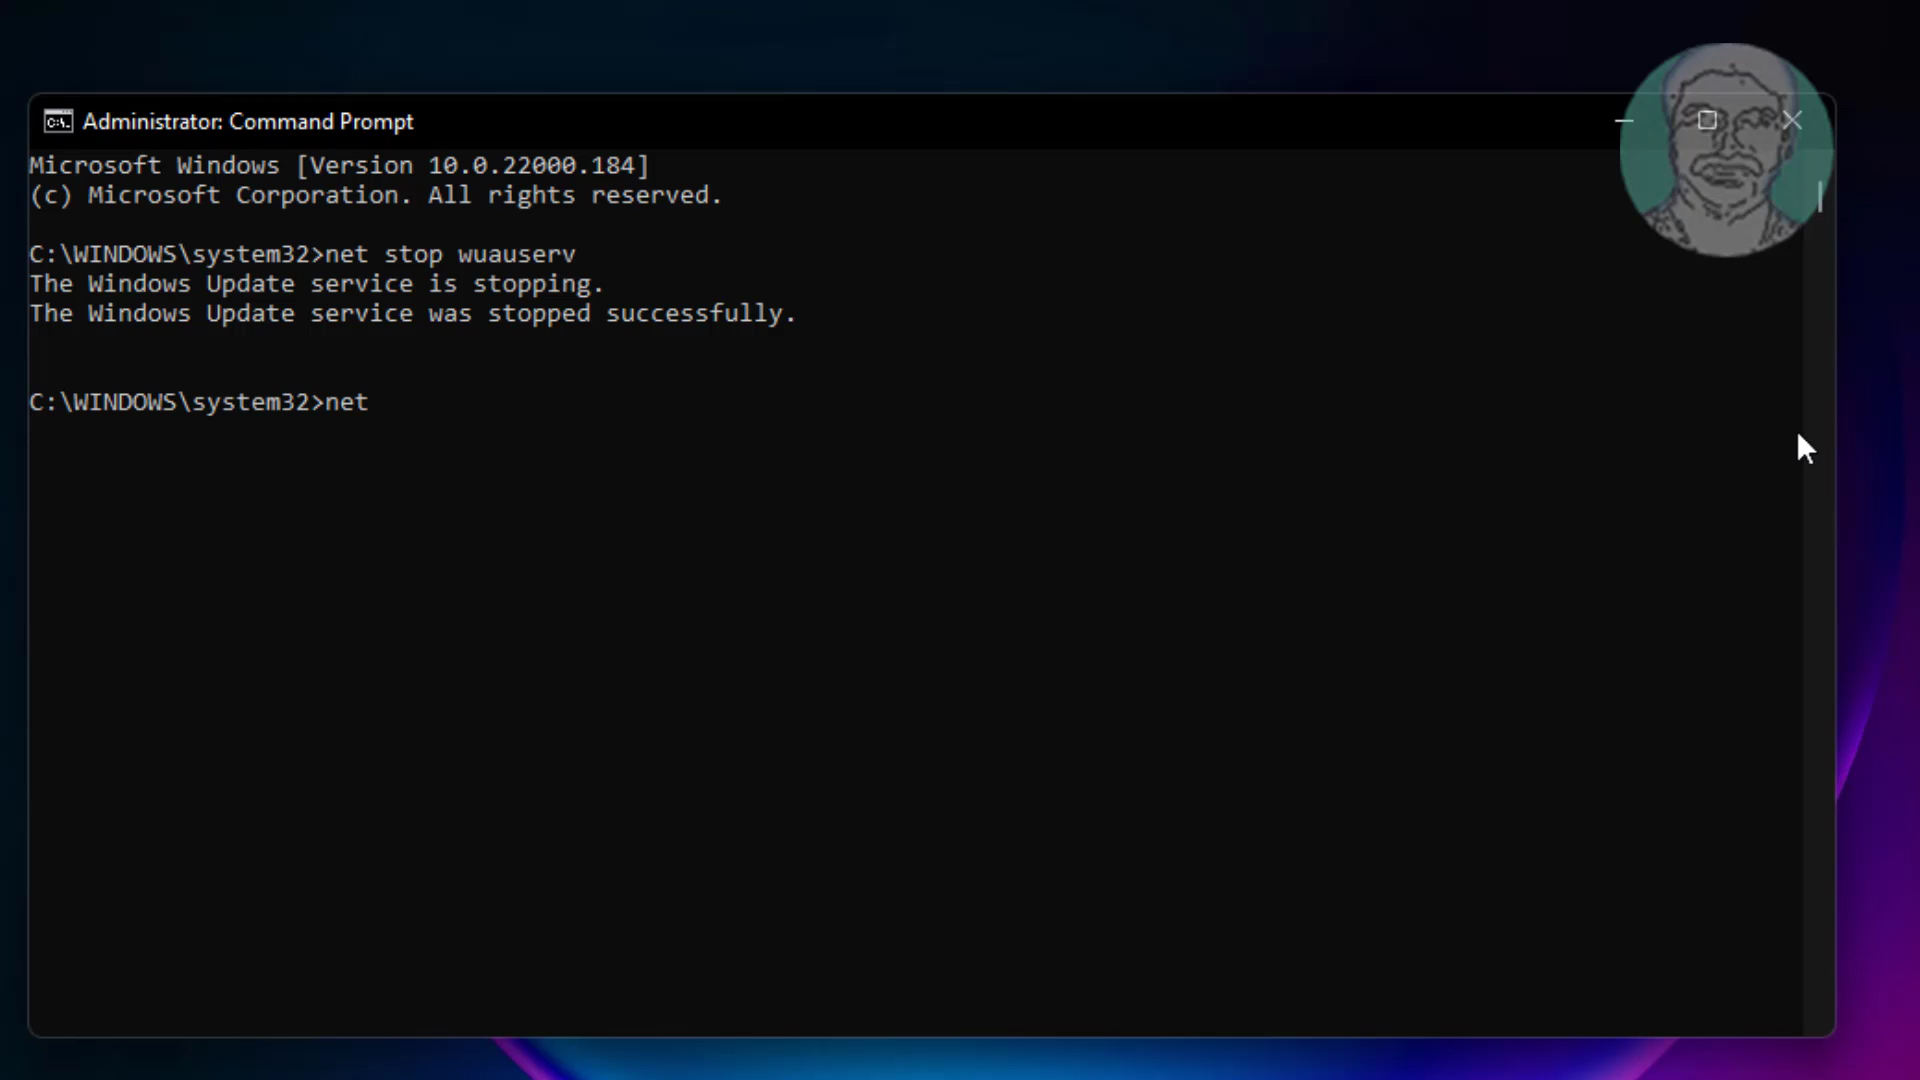 Administrator: Command Prompt
Microsoft Windows [Version 10.0.22000.184]
(c) Microsoft Corporation. All rights reserved.
C:\WINDOWS\system32>net stop wuauserv
The Windows Update service is stopping.
The Windows Update service was stopped successfully.
C:\WINDOWS\system32>net